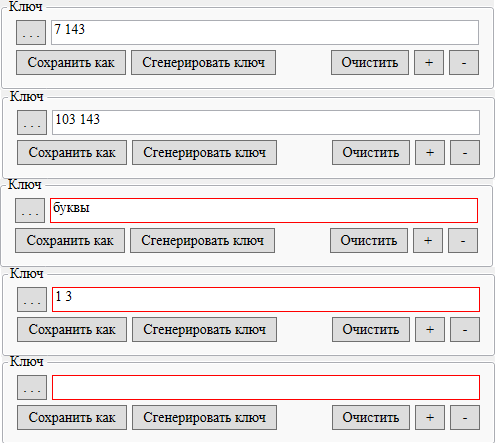 Ключ
. . . 7 143
Сохранить как Сгенерировать ключ Очистить + -
Ключ
. . . 103 143
Сохранить как Сгенерировать ключ Очистить + -
Ключ
. . . буквы
Сохранить как Сгенерировать ключ Очистить + -
Ключ
. . . 1 3
Сохранить как Сгенерировать ключ Очистить + -
Ключ
. . .
Сохранить как Сгенерировать ключ Очистить + -